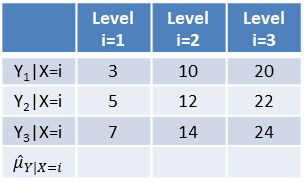 Level i=1 Level i=2 Level i=3
Y₁|X=i 3 10 20
Y₂|X=i 5 12 22
Y₃|X=i 7 14 24
μ̂_{Y|X=i}